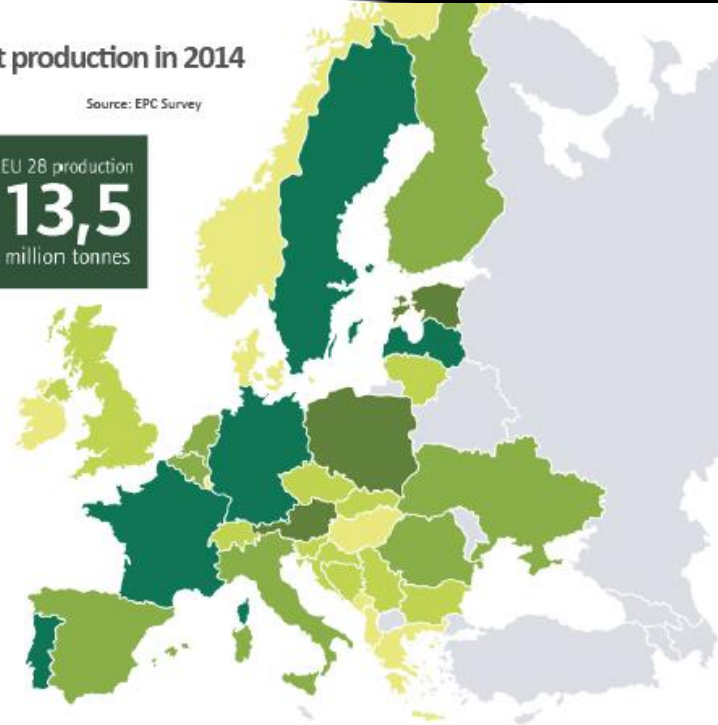 t production in 2014
Source: EPC Survey
EU 28 production
13,5
million tonnes